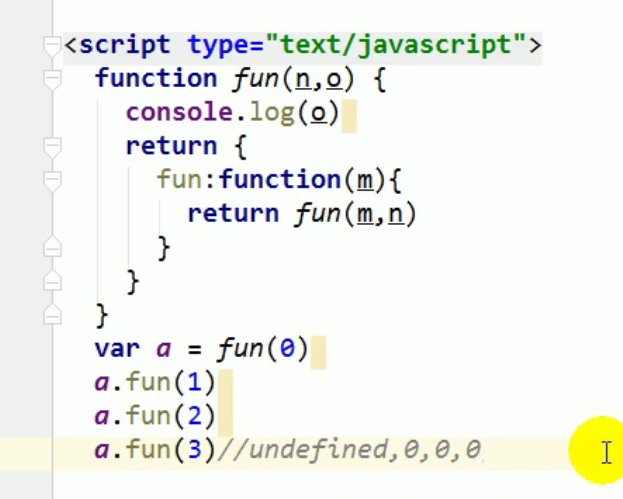 <script type="text/javascript">
function fun(n,o) {
console.log(o)
return {
fun:function(m){
return fun(m,n)
}
}
}
var a = fun(0)
a.fun(1)
a.fun(2)
a.fun(3)//undefined,0,0,0